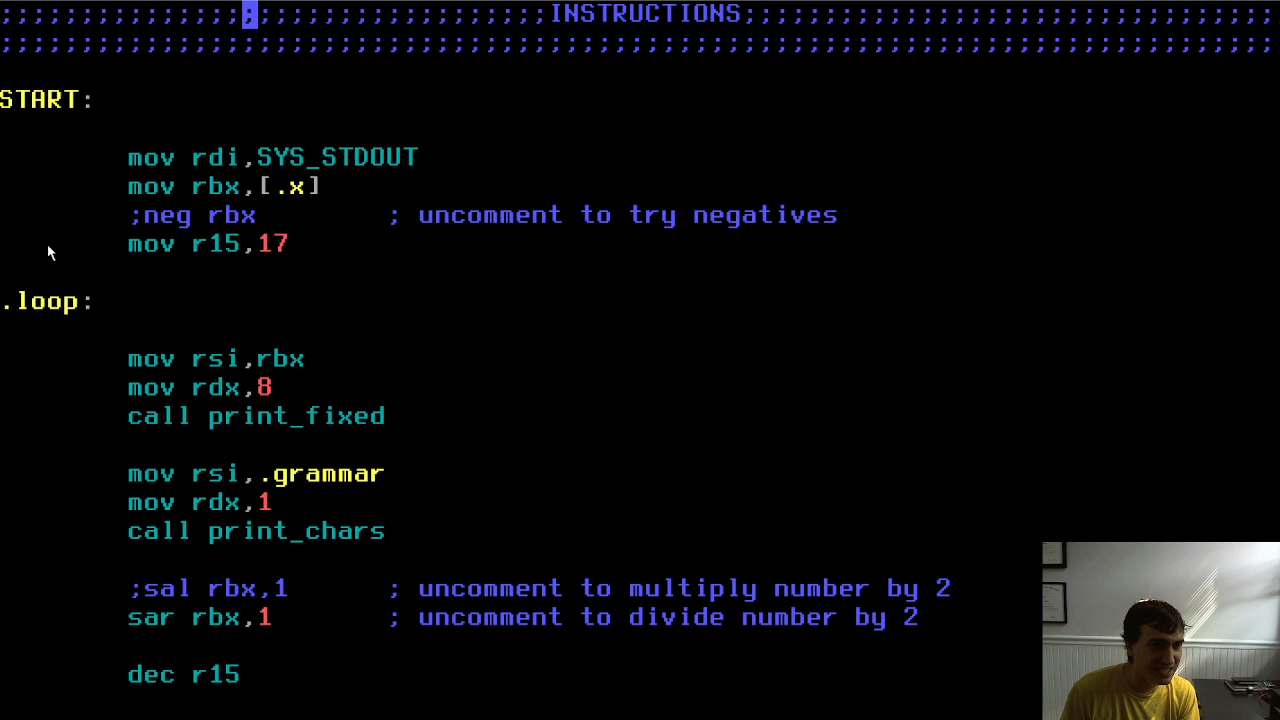 ;;;;;;;;;;;;;;;;;;;;;;;;;;;;;;;;;;INSTRUCTIONS;;;;;;;;;;;;;;;;;;;;;;;;;;;;;;;;;
;;;;;;;;;;;;;;;;;;;;;;;;;;;;;;;;;;;;;;;;;;;;;;;;;;;;;;;;;;;;;;;;;;;;;;;;;;;;;;;
START:
mov rdi,SYS_STDOUT
mov rbx,[.x]
;neg rbx ; uncomment to try negatives
mov r15,17
.loop:
mov rsi,rbx
mov rdx,8
call print_fixed
mov rsi,.grammar
mov rdx,1
call print_chars
;sal rbx,1 ; uncomment to multiply number by 2
sar rbx,1 ; uncomment to divide number by 2
dec r15